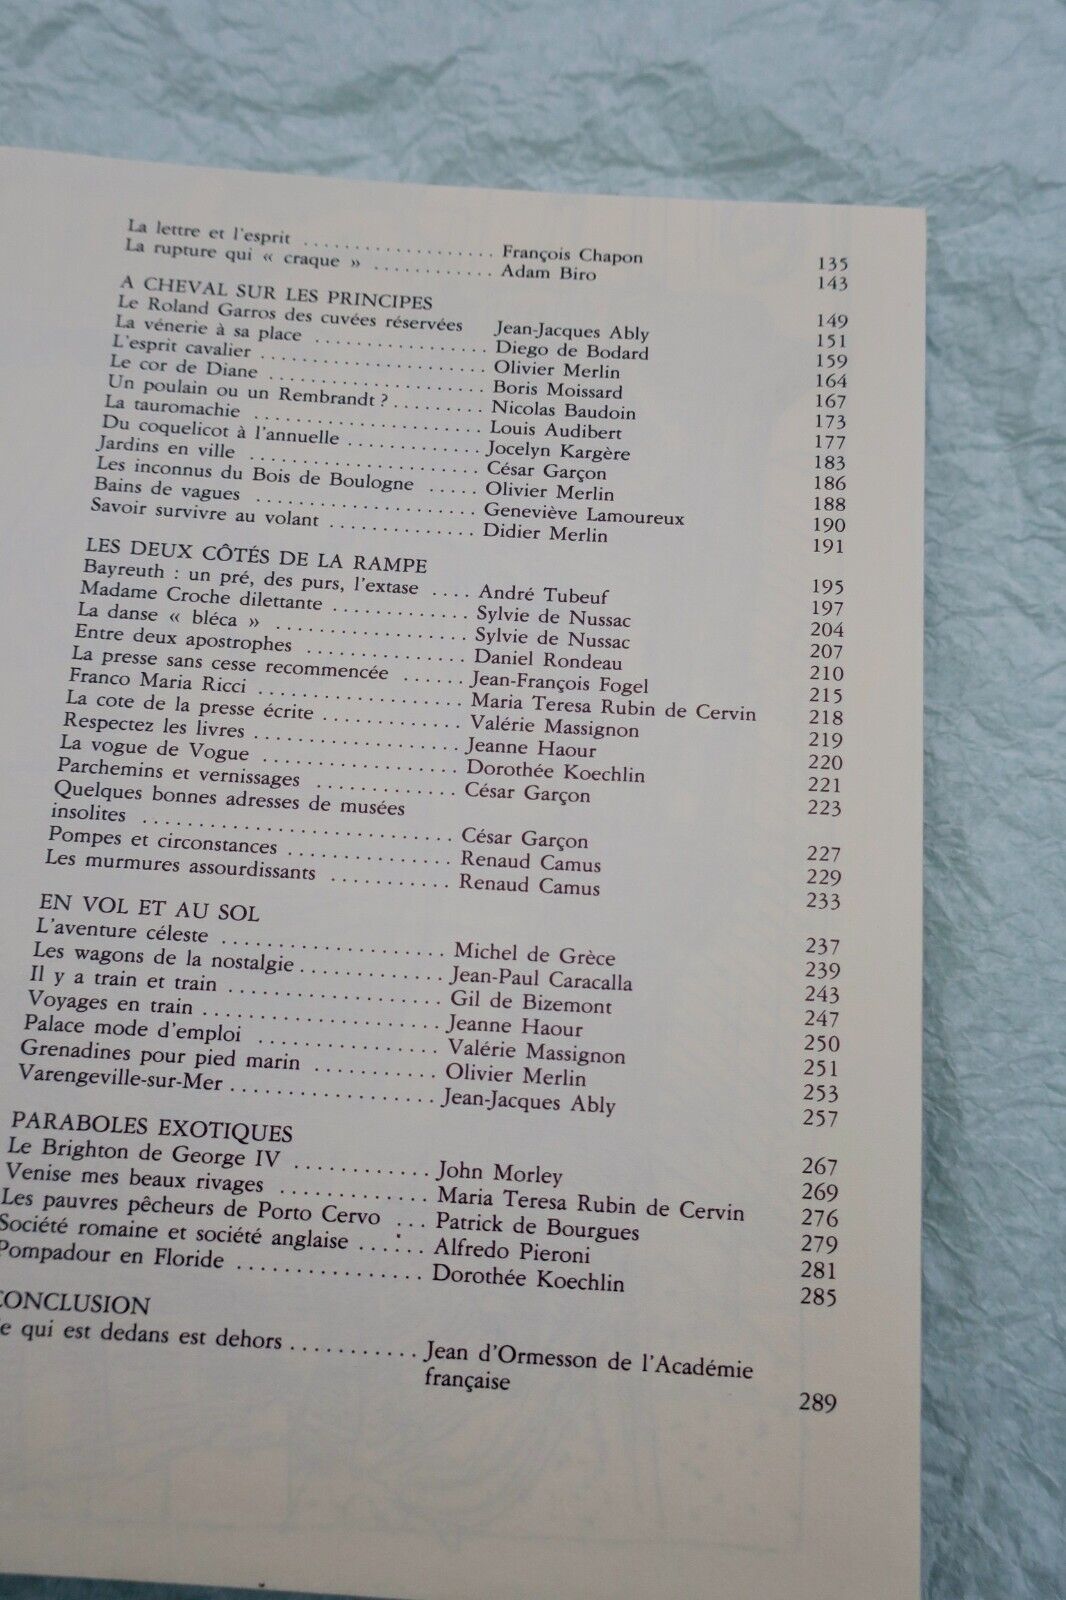 La lettre et l'esprit .................. François Chapon 135
La rupture qui « craque » ............ Adam Biro 143
A CHEVAL SUR LES PRINCIPES 149
Le Roland Garros des cuvées réservées Jean-Jacques Ably 151
La vénerie à sa place ................. Diego de Bodard 159
L'esprit cavalier ...................... Olivier Merlin 164
Le cor de Diane ..................... Boris Moissard 167
Un poulain ou un Rembrandt ? ......... Nicolas Baudoin 173
La tauromachie ...................... Louis Audibert 177
Du coquelicot à l'annuelle ............. Jocelyn Kargère 183
Jardins en ville ...................... César Garçon 186
Les inconnus du Bois de Boulogne ..... Olivier Merlin 188
Bains de vagues ..................... Geneviève Lamoureux 190
Savoir survivre au volant .............. Didier Merlin 191
LES DEUX CÔTÉS DE LA RAMPE 195
Bayreuth : un pré, des purs, l'extase .... André Tubeuf 197
Madame Croche dilettante ............. Sylvie de Nussac 204
La danse « bléca » .................. Sylvie de Nussac 207
Entre deux apostrophes ............... Daniel Rondeau 210
La presse sans cesse recommencée ...... Jean-François Fogel 215
Franco Maria Ricci ................... Maria Teresa Rubin de Cervin 218
La cote de la presse écrite ............. Valérie Massignon 219
Respectez les livres .................... Jeanne Haour 220
La vogue de Vogue .................. Dorothée Koechlin 221
Parchemins et vernissages ............. César Garçon 223
Quelques bonnes adresses de musées
insolites ............................ César Garçon 227
Pompes et circonstances ............... Renaud Camus 229
Les murmures assourdissants ........... Renaud Camus 233
EN VOL ET AU SOL 237
L'aventure céleste ..................... Michel de Grèce 239
Les wagons de la nostalgie ............. Jean-Paul Caracalla 243
Il y a train et train .................... Gil de Bizemont 247
Voyages en train ...................... Jeanne Haour 250
Palace mode d'emploi ................ Valérie Massignon 251
Grenadines pour pied marin ........... Olivier Merlin 253
Varengeville-sur-Mer ................... Jean-Jacques Ably 257
PARABOLES EXOTIQUES 267
Le Brighton de George IV ............ John Morley 269
Venise mes beaux rivages ............. Maria Teresa Rubin de Cervin 276
Les pauvres pêcheurs de Porto Cervo ... Patrick de Bourgues 279
Société romaine et société anglaise ...... Alfredo Pieroni 281
Pompadour en Floride ................ Dorothée Koechlin 285
CONCLUSION
e qui est dedans est dehors ........... Jean d'Ormesson de l'Académie
française 289